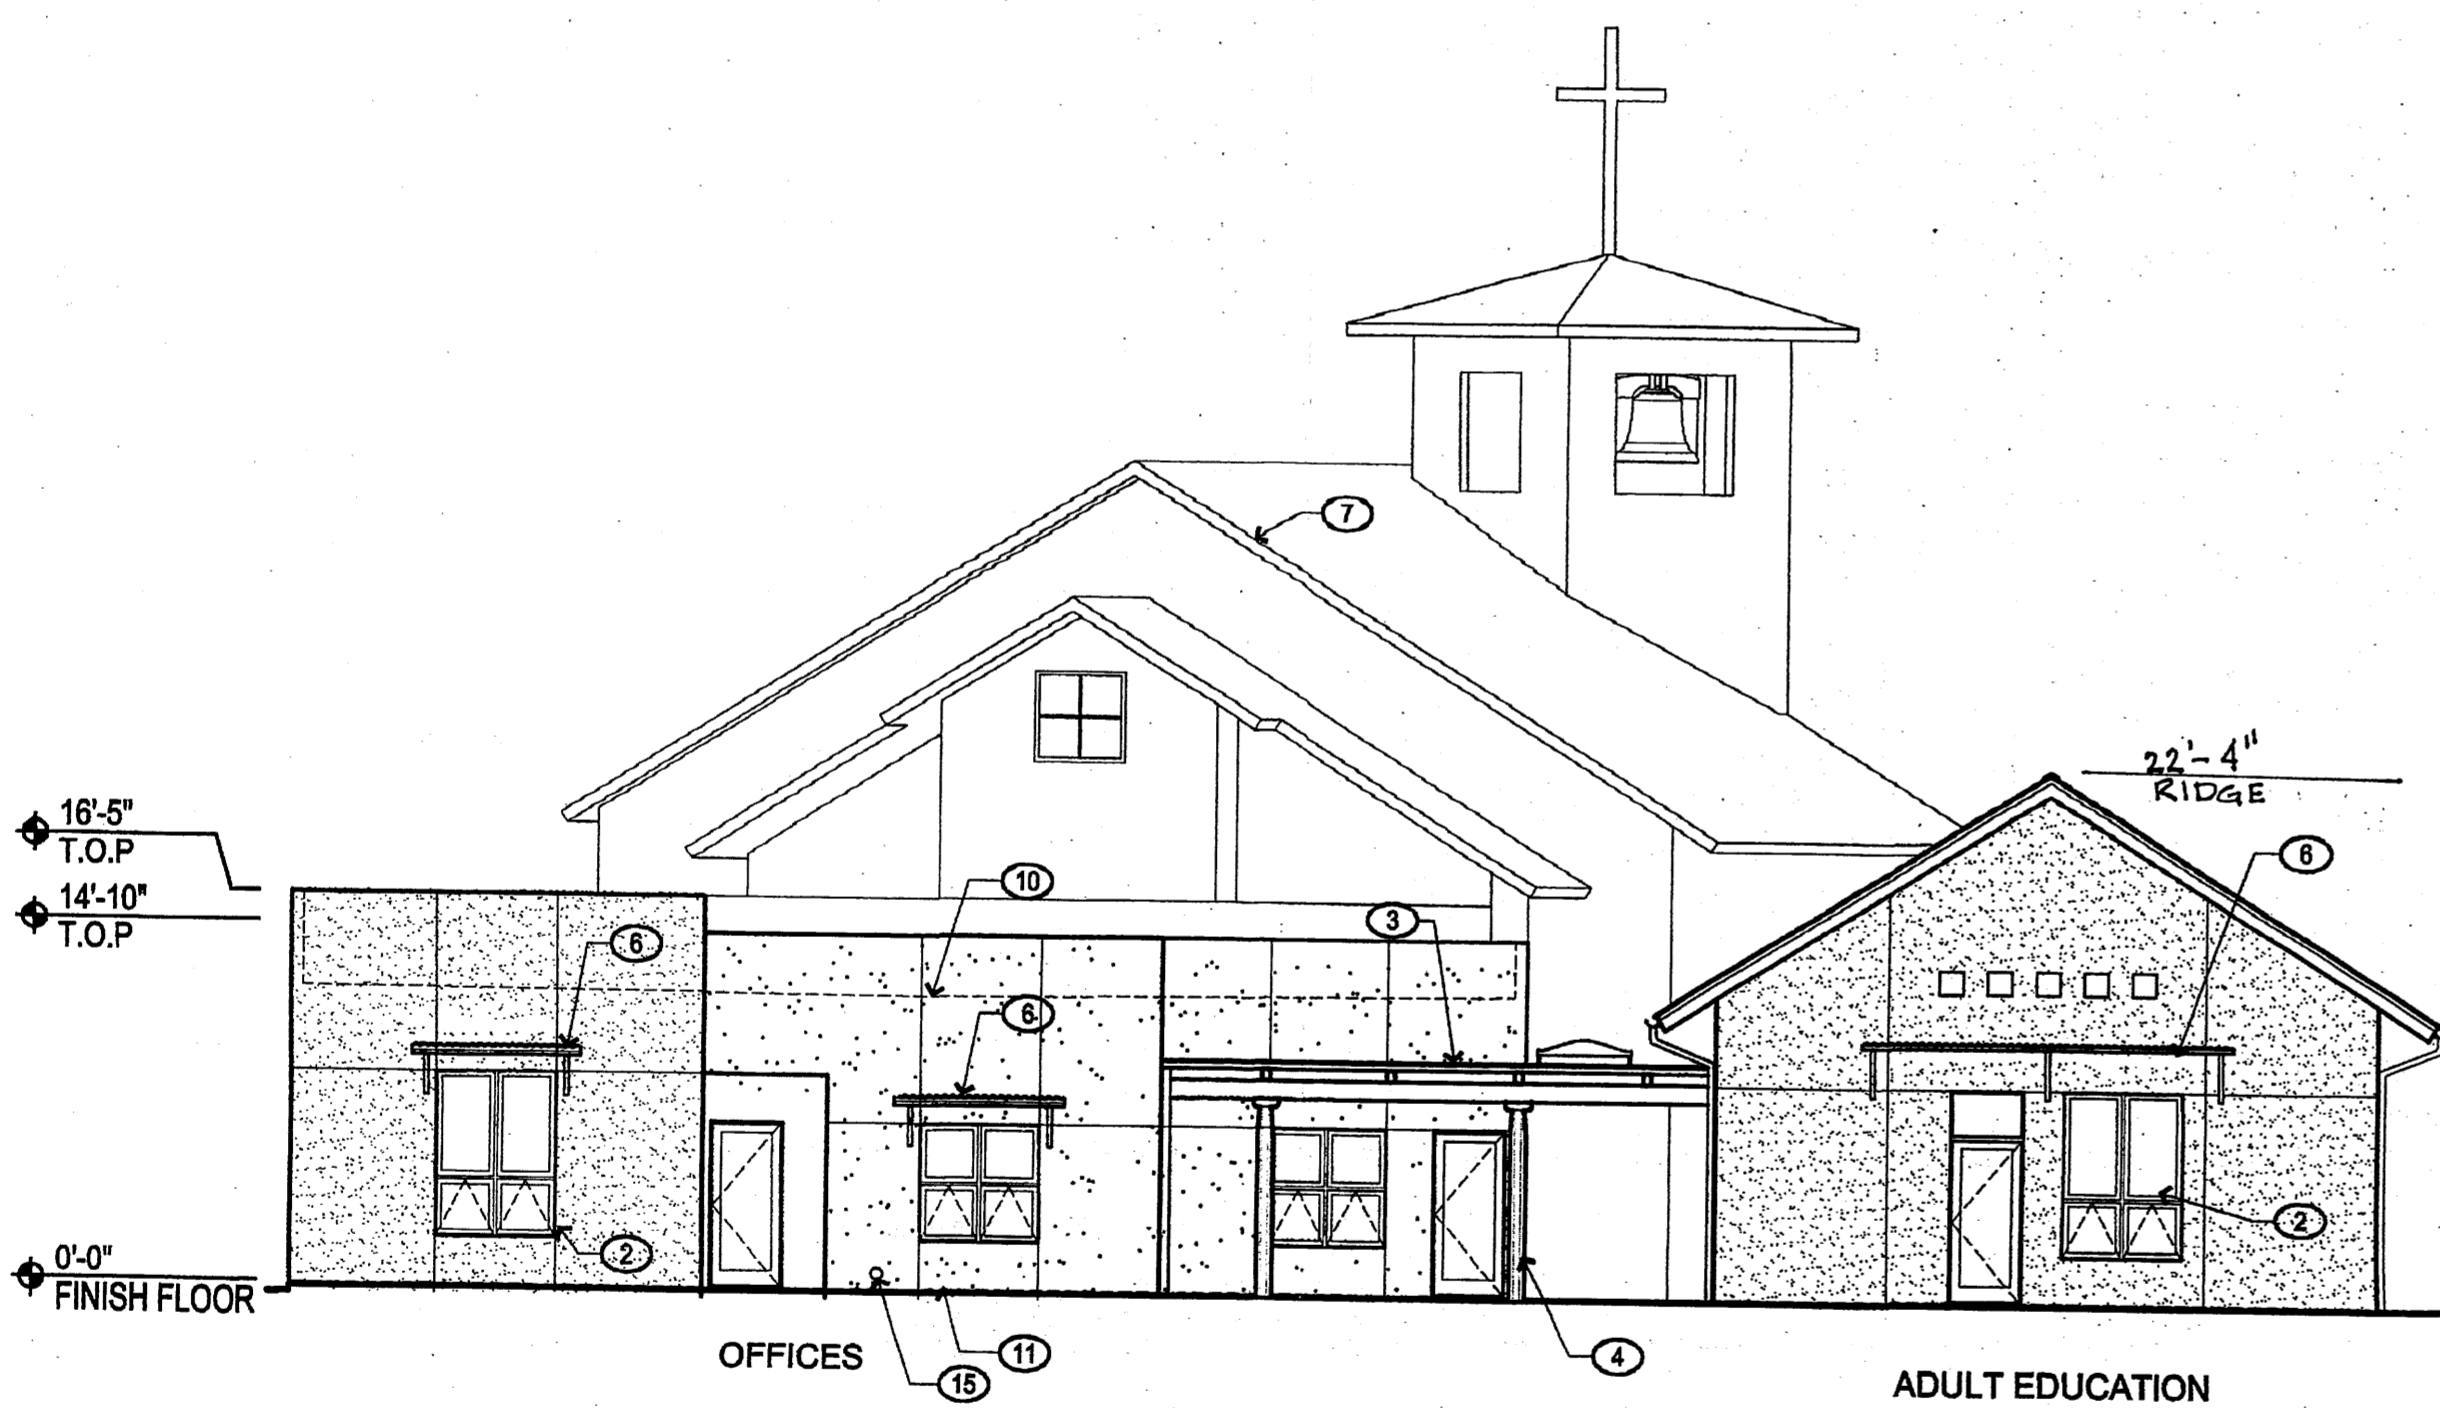 7
22'-4"
RIDGE
16'-5"
T.O.P
6
10
14'-10"
T.O.P
3
6
6
2
2
0'-0"
FINISH FLOOR
OFFICES
11
4
15
ADULT EDUCATION